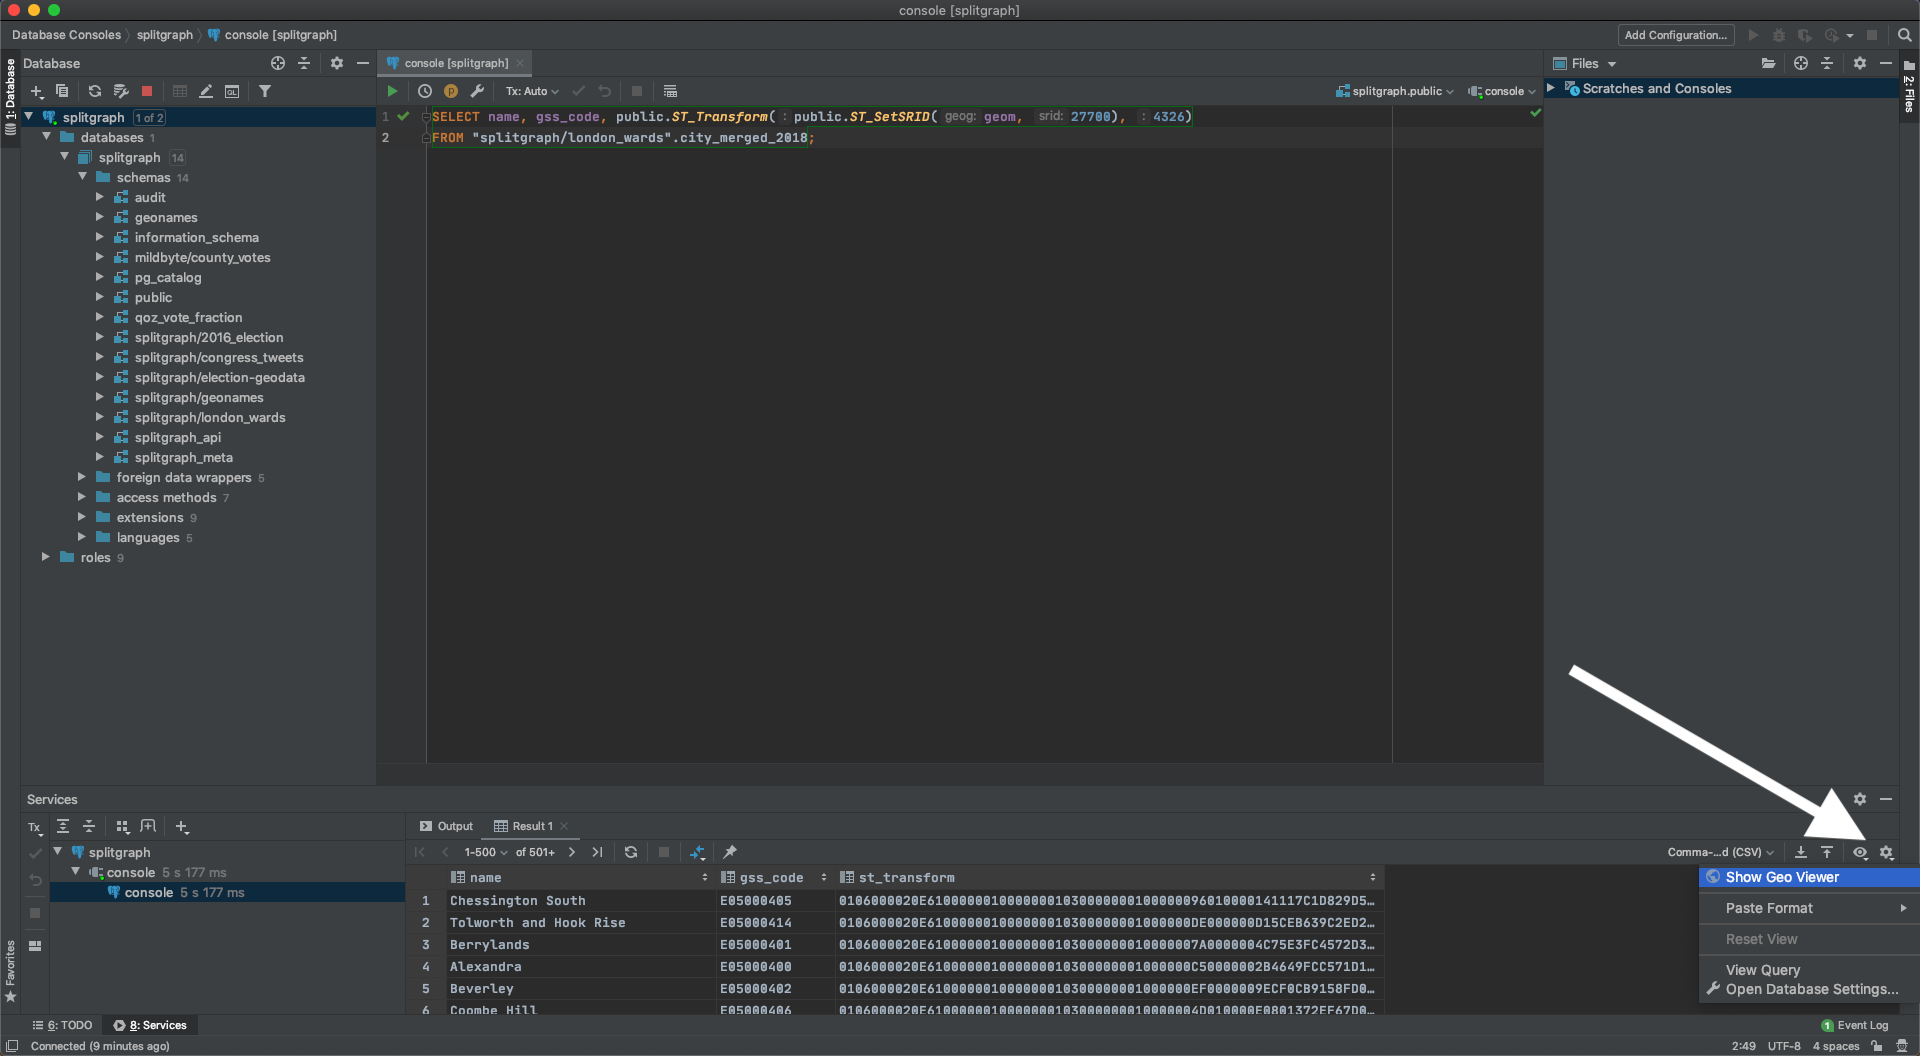 console [splitgraph]
Database Consoles splitgraph console [splitgraph] Add Configuration...
1: Database
Database
splitgraph 1 of 2
databases 1
splitgraph 14
schemas 14
audit
geonames
information_schema
mildbyte/county_votes
pg_catalog
public
qoz_vote_fraction
splitgraph/2016_election
splitgraph/congress_tweets
splitgraph/election-geodata
splitgraph/geonames
splitgraph/london_wards
splitgraph_api
splitgraph_meta
foreign data wrappers 5
access methods 7
extensions 9
languages 5
roles 9
console [splitgraph]
Tx: Auto splitgraph.public console
1 SELECT name, gss_code, public.ST_Transform( : public.ST_SetSRID( geog: geom, srid: 27700), : 4326)
2 FROM "splitgraph/london_wards".city_merged_2018;
Files
Scratches and Consoles
2: Files
Services
Tx
splitgraph
console 5 s 177 ms
console 5 s 177 ms
Output Result 1
1-500 of 501+ Comma-...d (CSV)
name gss_code st_transform
1 Chessington South E05000405 0106000020E6100000010000000103000000010000009601000014­1117C1D829D5...
2 Tolworth and Hook Rise E05000414 0106000020E610000001000000010300000001000000DE000000D15CEB639C2ED2...
3 Berrylands E05000401 0106000020E6100000010000000103000000010000007A0000004C75E3FC4572D3...
4 Alexandra E05000400 0106000020E610000001000000010300000001000000C50000002B4649FCC571D1...
5 Beverley E05000402 0106000020E610000001000000010300000001000000EF0000009ECF0CB9158FD0...
6 Coombe Hill E05000406 0106000020E6100000010000000103000000010000004D010000E0801372EF67D0...
Show Geo Viewer
Paste Format
Reset View
View Query
Open Database Settings...
Favorites
6: TODO 8: Services 1 Event Log
Connected (9 minutes ago) 2:49 UTF-8 4 spaces